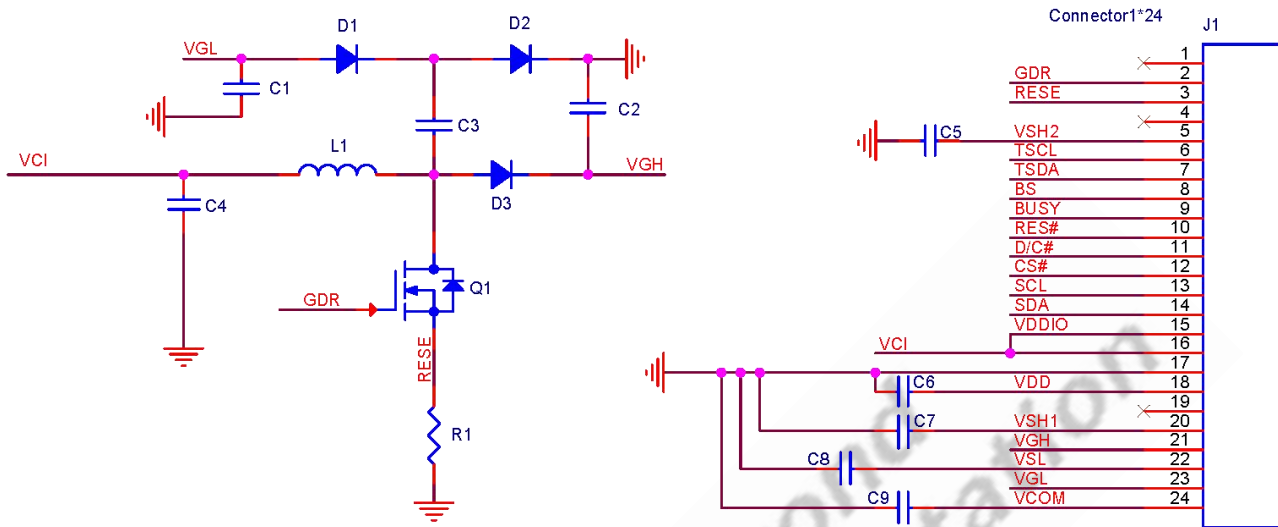 Connector1*24
J1
D1
D2
VGL
C1
C2
C3
L1
VCI
VGH
D3
C4
Q1
GDR
RESE
R1
1
GDR 2
RESE 3
4
C5 VSH2 5
TSCL 6
TSDA 7
BS 8
BUSY 9
RES# 10
D/C# 11
CS# 12
SCL 13
SDA 14
VDDIO 15
VCI 16
17
C6 VDD 18
19
C7 VSH1 20
VGH 21
C8 VSL 22
VGL 23
C9 VCOM 24